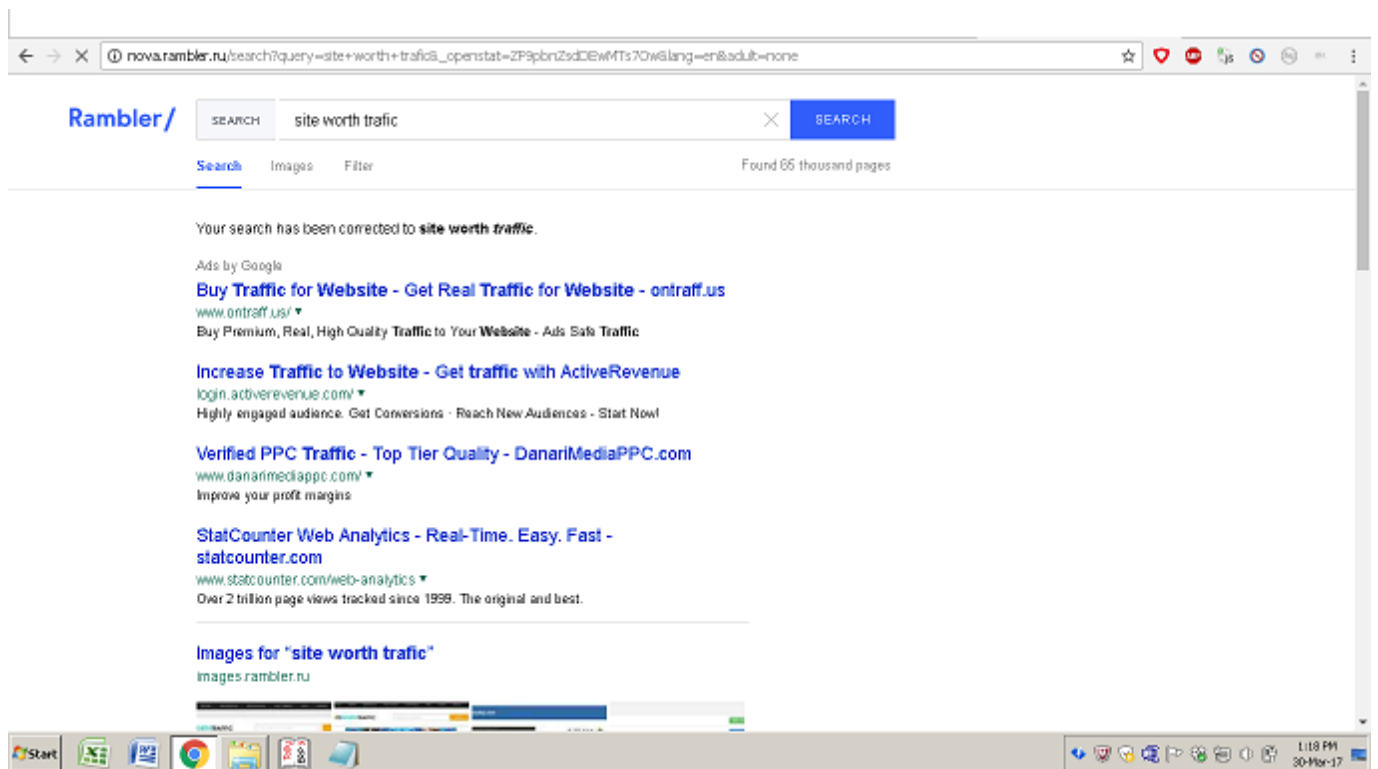 nova.rambler.ru/search?query=site+worth+trafic&_openstat=ZP9pbnZsdDEwMTs7Ow&lang=en&adult=none
js
Rambler/ SEARCH site worth trafic SEARCH
Search Images Filter Found 65 thousand pages
Your search has been corrected to site worth traffic.
Ads by Google
Buy Traffic for Website - Get Real Traffic for Website - ontraff.us
www.ontraff.us/
Buy Premium, Real, High Quality Traffic to Your Website - Ads Safe Traffic
Increase Traffic to Website - Get traffic with ActiveRevenue
login.activerevenue.com/
Highly engaged audience. Get Conversions · Reach New Audiences - Start Now!
Verified PPC Traffic - Top Tier Quality - DanariMediaPPC.com
www.danarimediappc.com/
Improve your profit margins
StatCounter Web Analytics - Real-Time. Easy. Fast -
statcounter.com
www.statcounter.com/web-analytics
Over 2 trillion page views tracked since 1999. The original and best.
Images for "site worth trafic"
images.rambler.ru
Start
1:18 PM
30-Mar-17